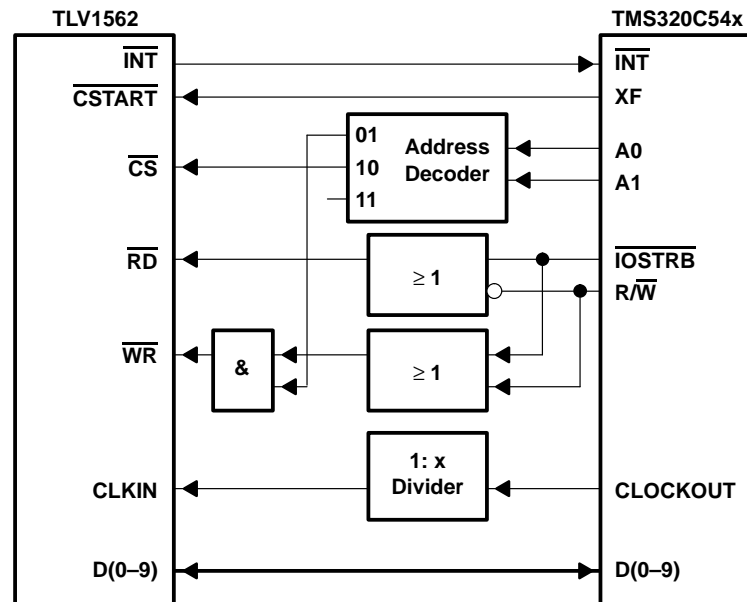 TLV1562 TMS320C54x
INT INT
CSTART XF
01 Address Decoder A0
CS 10 A1
11
RD ≥ 1 IOSTRB
R/W
WR & ≥ 1
1: x Divider
CLKIN CLOCKOUT
D(0–9) D(0–9)